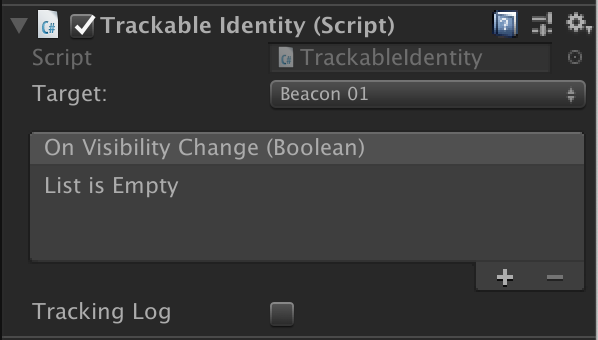 C# Trackable Identity (Script)
Script C# TrackableIdentity
Target: Beacon 01
On Visibility Change (Boolean)
List is Empty
Tracking Log